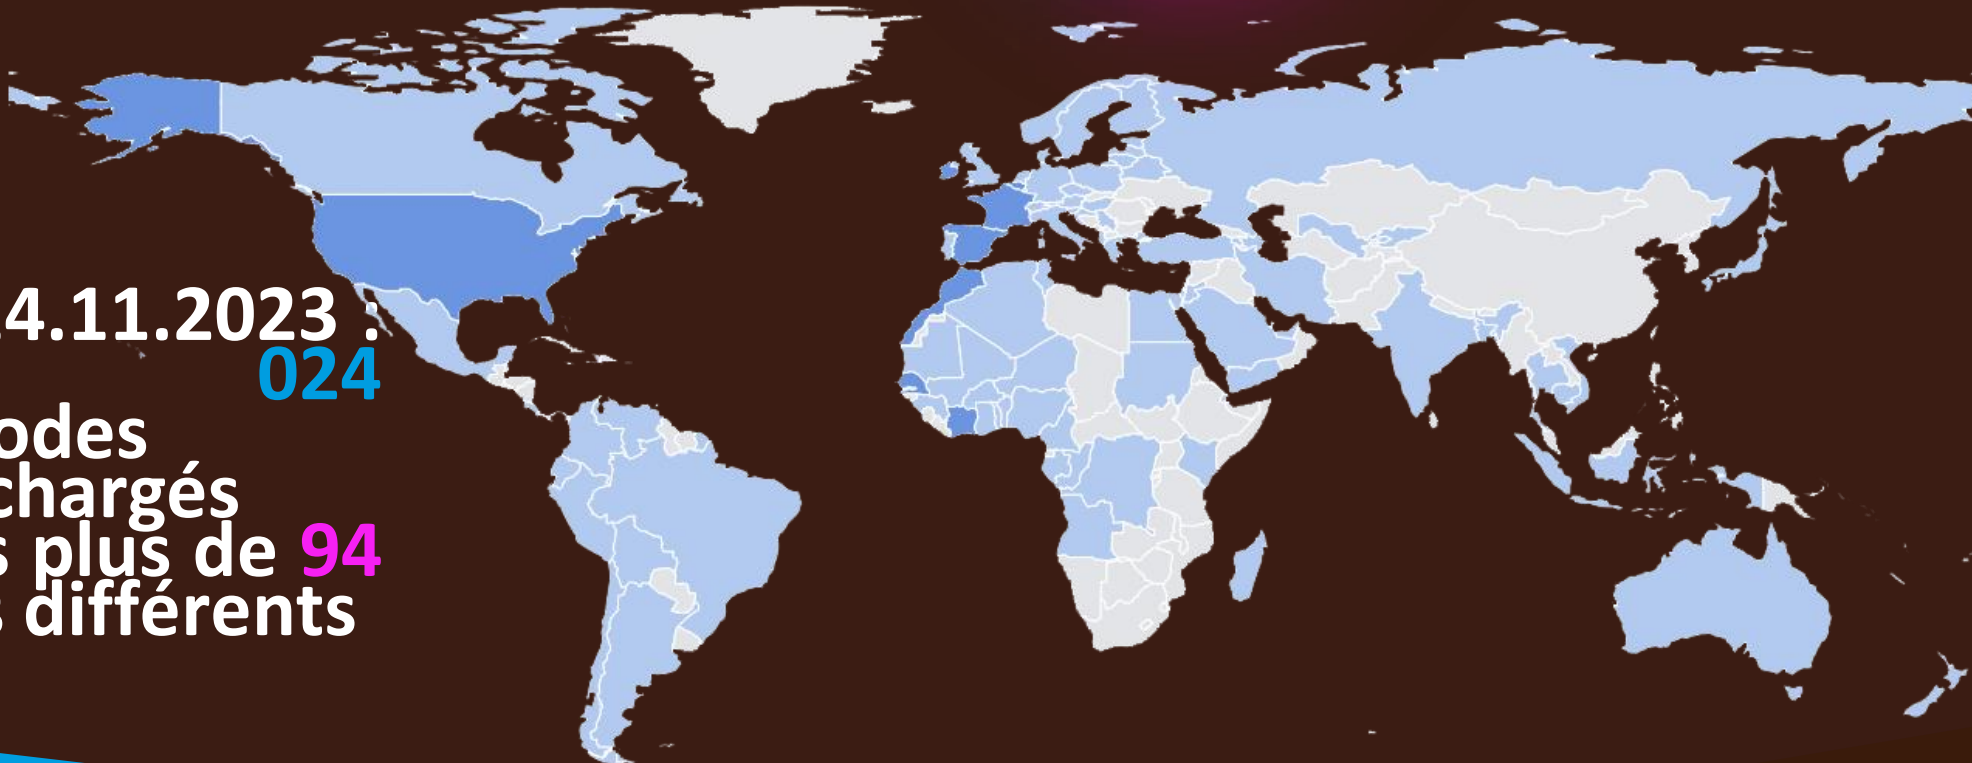 4.11.2023 :
024
odes
chargés
s plus de 94
s différents